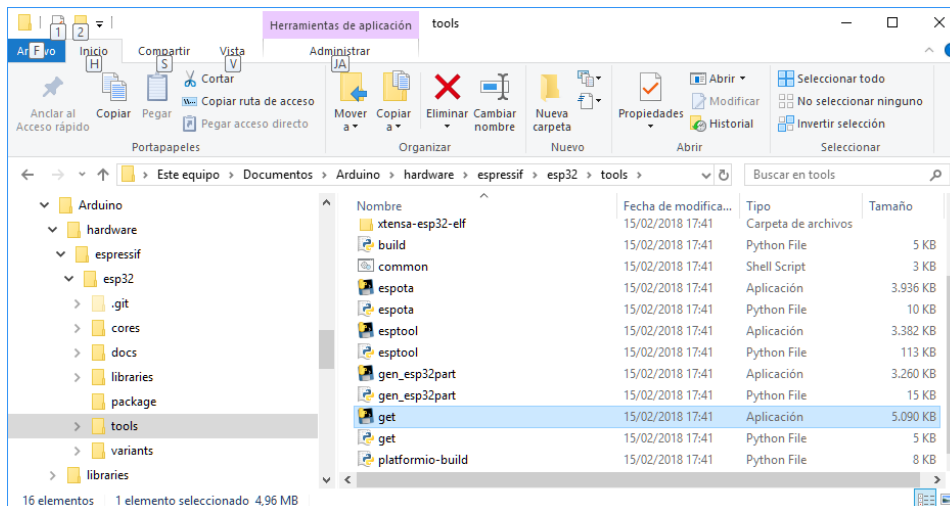 1 2 Herramientas de aplicación tools
Ar F vo Inicio Compartir Vista Administrar
H S V JA
Cortar
Copiar ruta de acceso
Pegar acceso directo
Anclar al Acceso rápido
Copiar
Pegar
Mover a
Copiar a
Eliminar
Cambiar nombre
Nueva carpeta
Propiedades
Abrir
Modificar
Historial
Seleccionar todo
No seleccionar ninguno
Invertir selección
Portapapeles Organizar Nuevo Abrir Seleccionar
Este equipo > Documentos > Arduino > hardware > espressif > esp32 > tools > Buscar en tools
Arduino
hardware
espressif
esp32
.git
cores
docs
libraries
package
tools
variants
libraries
Nombre Fecha de modifica... Tipo Tamaño
xtensa-esp32-elf 15/02/2018 17:41 Carpeta de archivos
build 15/02/2018 17:41 Python File 5 KB
common 15/02/2018 17:41 Shell Script 3 KB
espota 15/02/2018 17:41 Aplicación 3.936 KB
espota 15/02/2018 17:41 Python File 10 KB
esptool 15/02/2018 17:41 Aplicación 3.382 KB
esptool 15/02/2018 17:41 Python File 113 KB
gen_esp32part 15/02/2018 17:41 Aplicación 3.260 KB
gen_esp32part 15/02/2018 17:41 Python File 15 KB
get 15/02/2018 17:41 Aplicación 5.090 KB
get 15/02/2018 17:41 Python File 5 KB
platformio-build 15/02/2018 17:41 Python File 8 KB
16 elementos 1 elemento seleccionado 4,96 MB